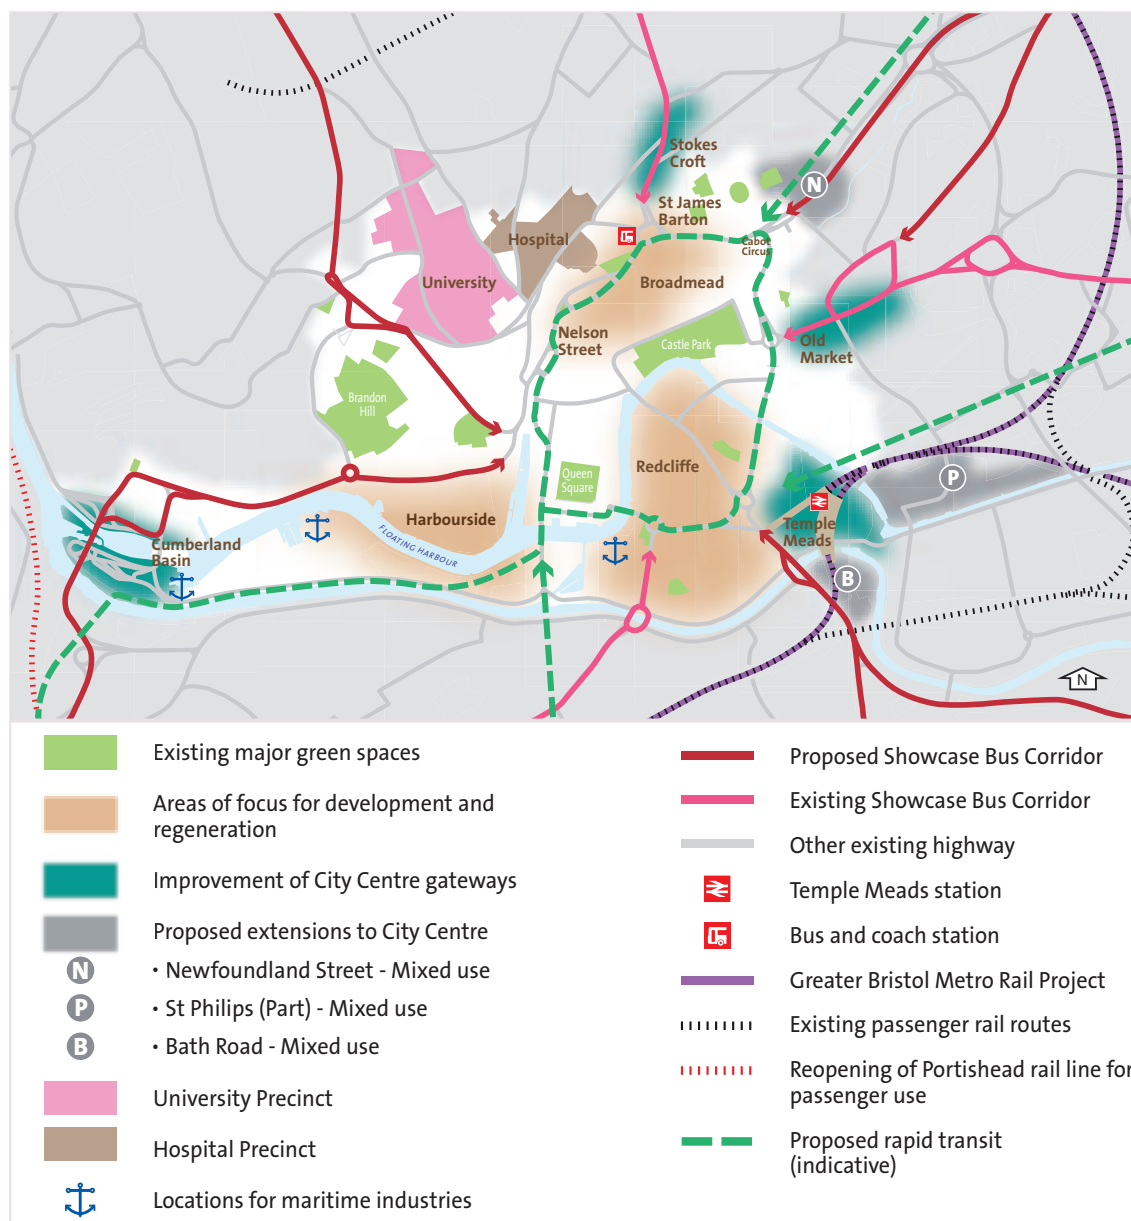 Stokes
Croft
N
St James
Barton
Hospital
Cabot
Circus
University
Broadmead
Nelson
Street
Castle Park
Old
Market
Brandon
Hill
Redcliffe
Queen
Square
P
Harbourside
Temple
Meads
FLOATING HARBOUR
Cumberland
Basin
B
N
Existing major green spaces
Areas of focus for development and
regeneration
Improvement of City Centre gateways
Proposed extensions to City Centre
N • Newfoundland Street - Mixed use
P • St Philips (Part) - Mixed use
B • Bath Road - Mixed use
University Precinct
Hospital Precinct
Locations for maritime industries
Proposed Showcase Bus Corridor
Existing Showcase Bus Corridor
Other existing highway
Temple Meads station
Bus and coach station
Greater Bristol Metro Rail Project
Existing passenger rail routes
Reopening of Portishead rail line for
passenger use
Proposed rapid transit
(indicative)